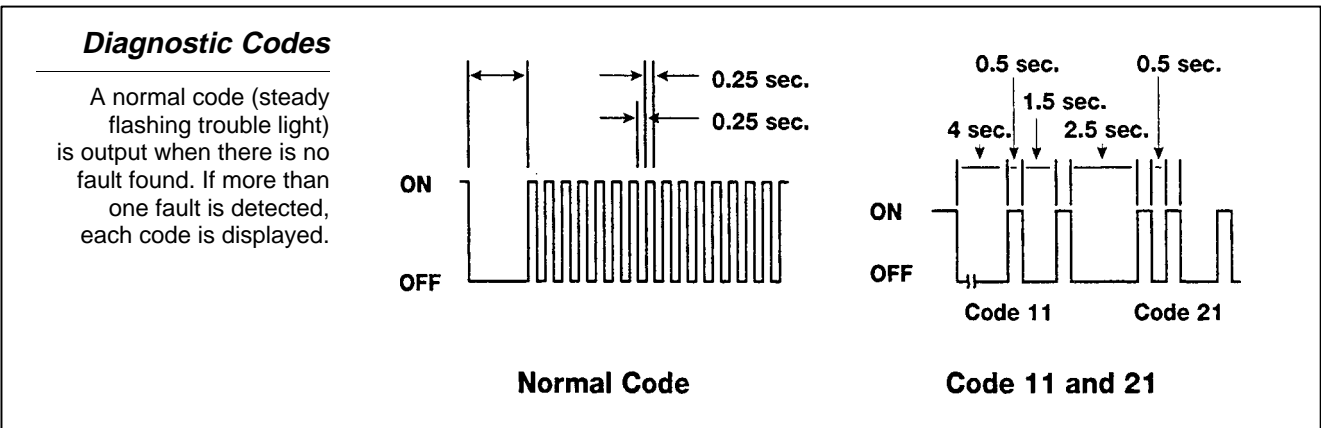 Diagnostic Codes
A normal code (steady
flashing trouble light)
is output when there is no
fault found. If more than
one fault is detected,
each code is displayed.
0.25 sec.
0.25 sec.
ON
OFF
Normal Code
0.5 sec. 0.5 sec.
1.5 sec.
4 sec. 2.5 sec.
ON
OFF
Code 11 Code 21
Code 11 and 21